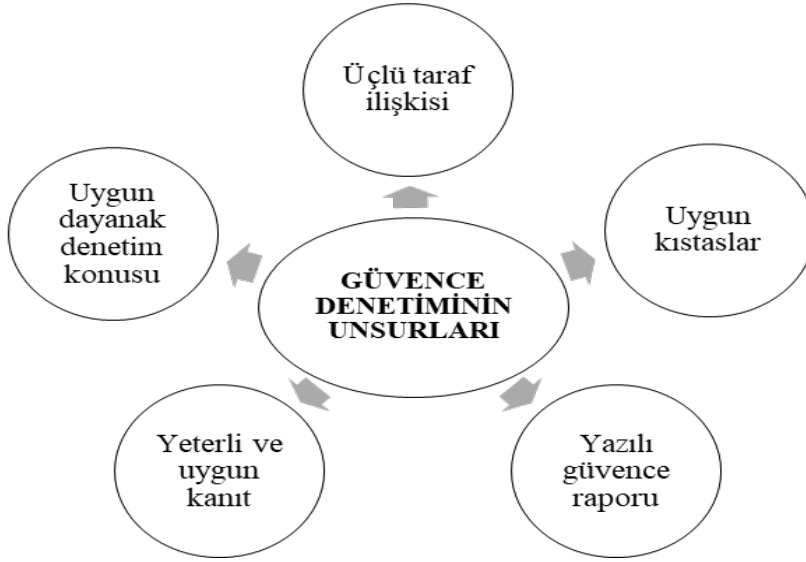 Üçlü taraf
ilişkisi
Uygun
dayanak
denetim
konusu
Uygun
kıstaslar
GÜVENCE
DENETİMİNİN
UNSURLARI
Yeterli ve
uygun
kanıt
Yazılı
güvence
raporu